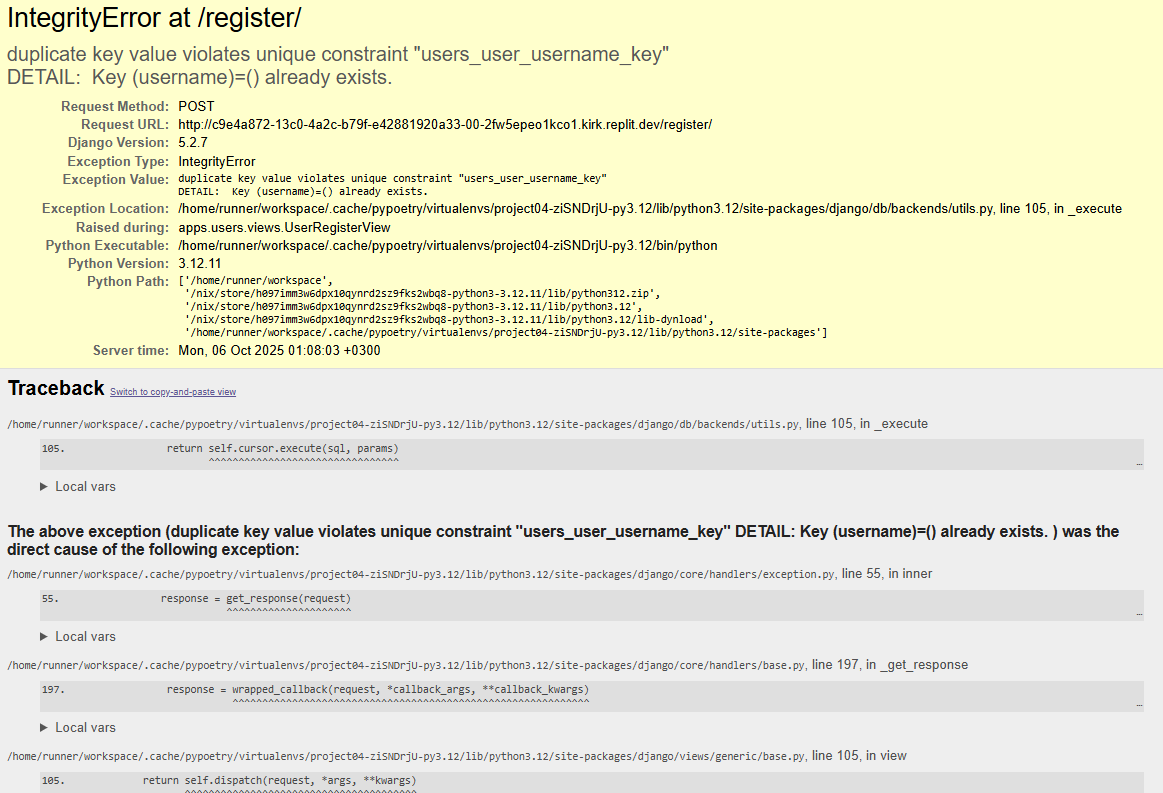 IntegrityError at /register/
duplicate key value violates unique constraint "users_user_username_key"
DETAIL:  Key (username)=() already exists.
Request Method: POST
Request URL: http://c9e4a872-13c0-4a2c-b79f-e42881920a33-00-2fw5epeo1kco1.kirk.replit.dev/register/
Django Version: 5.2.7
Exception Type: IntegrityError
Exception Value: duplicate key value violates unique constraint "users_user_username_key"
DETAIL:  Key (username)=() already exists.
Exception Location: /home/runner/workspace/.cache/pypoetry/virtualenvs/project04-ziSNDrjU-py3.12/lib/python3.12/site-packages/django/db/backends/utils.py, line 105, in _execute
Raised during: apps.users.views.UserRegisterView
Python Executable: /home/runner/workspace/.cache/pypoetry/virtualenvs/project04-ziSNDrjU-py3.12/bin/python
Python Version: 3.12.11
Python Path: ['/home/runner/workspace',
'/nix/store/h097imm3w6dpx10qynrd2sz9fks2wbq8-python3-3.12.11/lib/python312.zip',
'/nix/store/h097imm3w6dpx10qynrd2sz9fks2wbq8-python3-3.12.11/lib/python3.12',
'/nix/store/h097imm3w6dpx10qynrd2sz9fks2wbq8-python3-3.12.11/lib/python3.12/lib-dynload',
'/home/runner/workspace/.cache/pypoetry/virtualenvs/project04-ziSNDrjU-py3.12/lib/python3.12/site-packages']
Server time: Mon, 06 Oct 2025 01:08:03 +0300
Traceback Switch to copy-and-paste view
/home/runner/workspace/.cache/pypoetry/virtualenvs/project04-ziSNDrjU-py3.12/lib/python3.12/site-packages/django/db/backends/utils.py, line 105, in _execute
105. return self.cursor.execute(sql, params)
^^^^^^^^^^^^^^^^^^^^^^^^^^^^^^^^ …
▶ Local vars
The above exception (duplicate key value violates unique constraint "users_user_username_key" DETAIL: Key (username)=() already exists. ) was the
direct cause of the following exception:
/home/runner/workspace/.cache/pypoetry/virtualenvs/project04-ziSNDrjU-py3.12/lib/python3.12/site-packages/django/core/handlers/exception.py, line 55, in inner
55. response = get_response(request)
^^^^^^^^^^^^^^^^^^^^^ …
▶ Local vars
/home/runner/workspace/.cache/pypoetry/virtualenvs/project04-ziSNDrjU-py3.12/lib/python3.12/site-packages/django/core/handlers/base.py, line 197, in _get_response
197. response = wrapped_callback(request, *callback_args, **callback_kwargs)
^^^^^^^^^^^^^^^^^^^^^^^^^^^^^^^^^^^^^^^^^^^^^^^^^^^^^^^^^^^^ …
▶ Local vars
/home/runner/workspace/.cache/pypoetry/virtualenvs/project04-ziSNDrjU-py3.12/lib/python3.12/site-packages/django/views/generic/base.py, line 105, in view
105. return self.dispatch(request, *args, **kwargs)
^^^^^^^^^^^^^^^^^^^^^^^^^^^^^^^^^^^^^^^